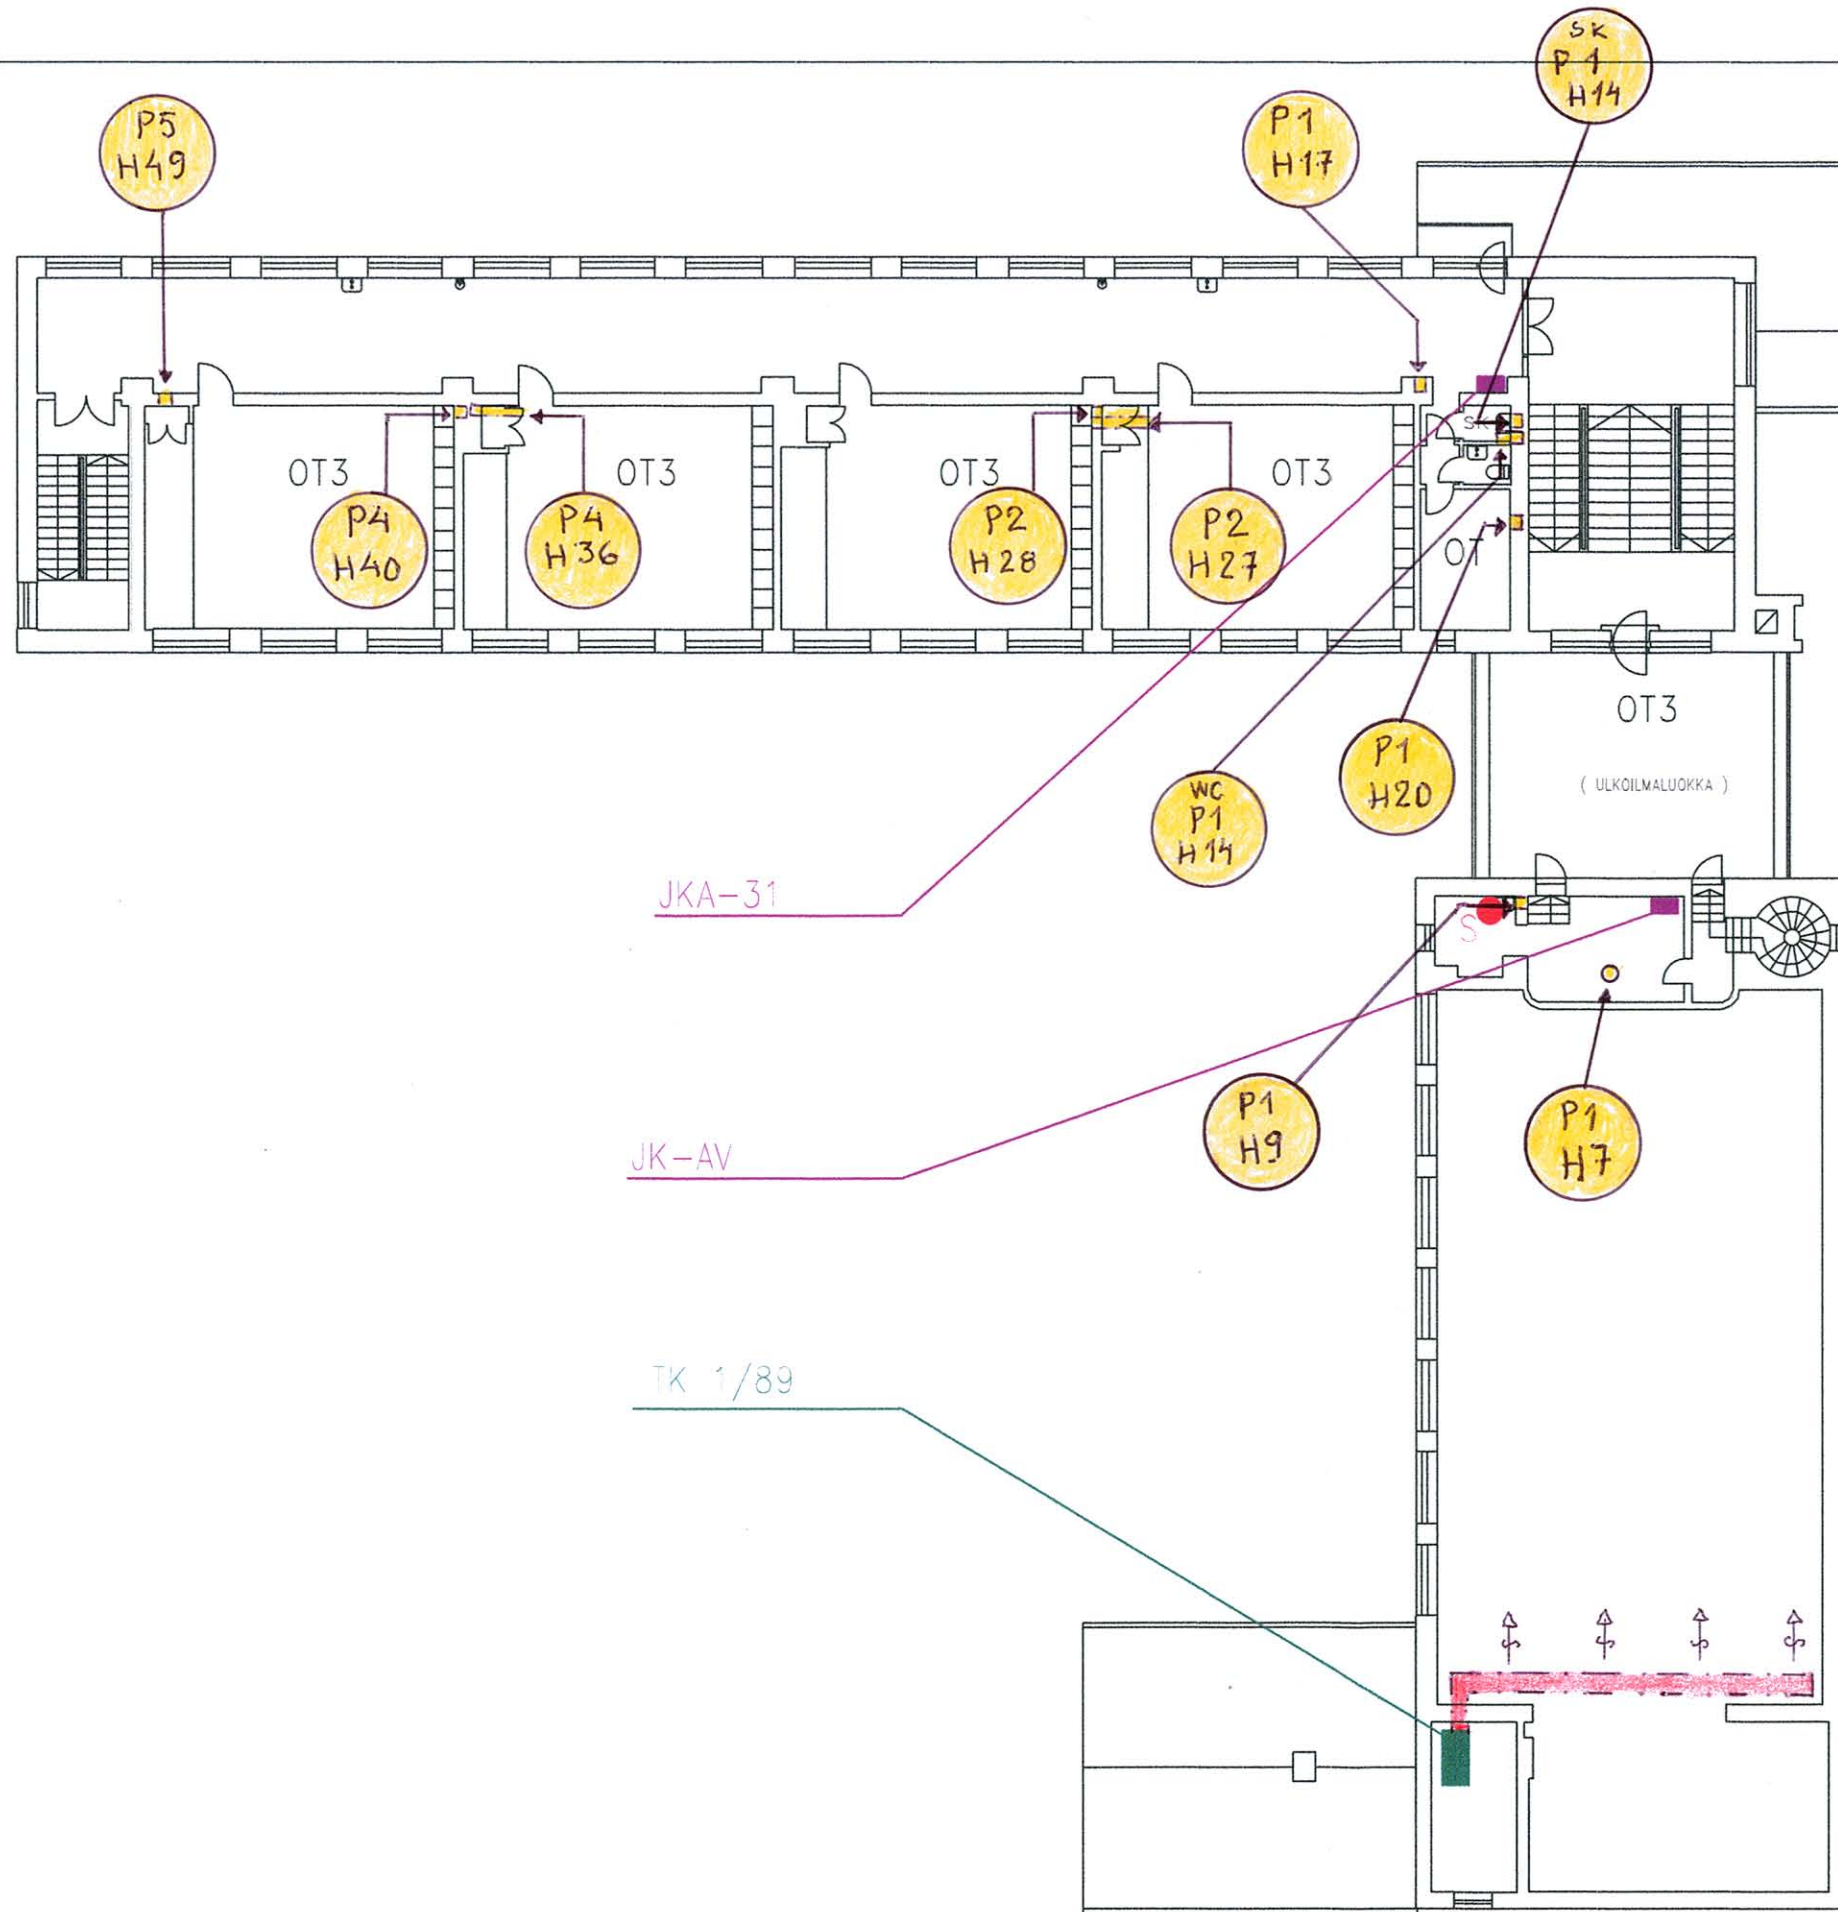 SK
P1
H14
P5
H49
P1
H17
OT3
OT3
OT3
OT3
SK
P4
H40
P4
H36
P2
H28
P2
H27
OT
OT3
( ULKOILMALUOKKA )
P1
H20
WC
P1
H14
JKA-31
S
P1
H9
P1
H7
JK-AV
TK 1/89
S
S
S
S